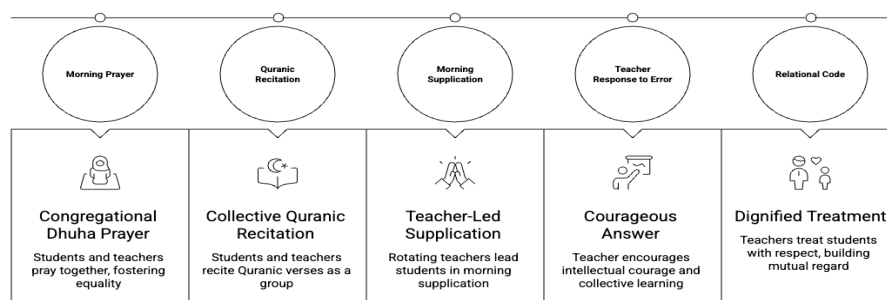 Morning Prayer
Quranic
Recitation
Morning
Supplication
Teacher
Response to Error
Relational Code
Congregational
Dhuha Prayer
Students and teachers
pray together, fostering
equality
Collective Quranic
Recitation
Students and teachers
recite Quranic verses as a
group
Teacher-Led
Supplication
Rotating teachers lead
students in morning
supplication
Courageous
Answer
Teacher encourages
intellectual courage and
collective learning
Dignified Treatment
Teachers treat students
with respect, building
mutual regard